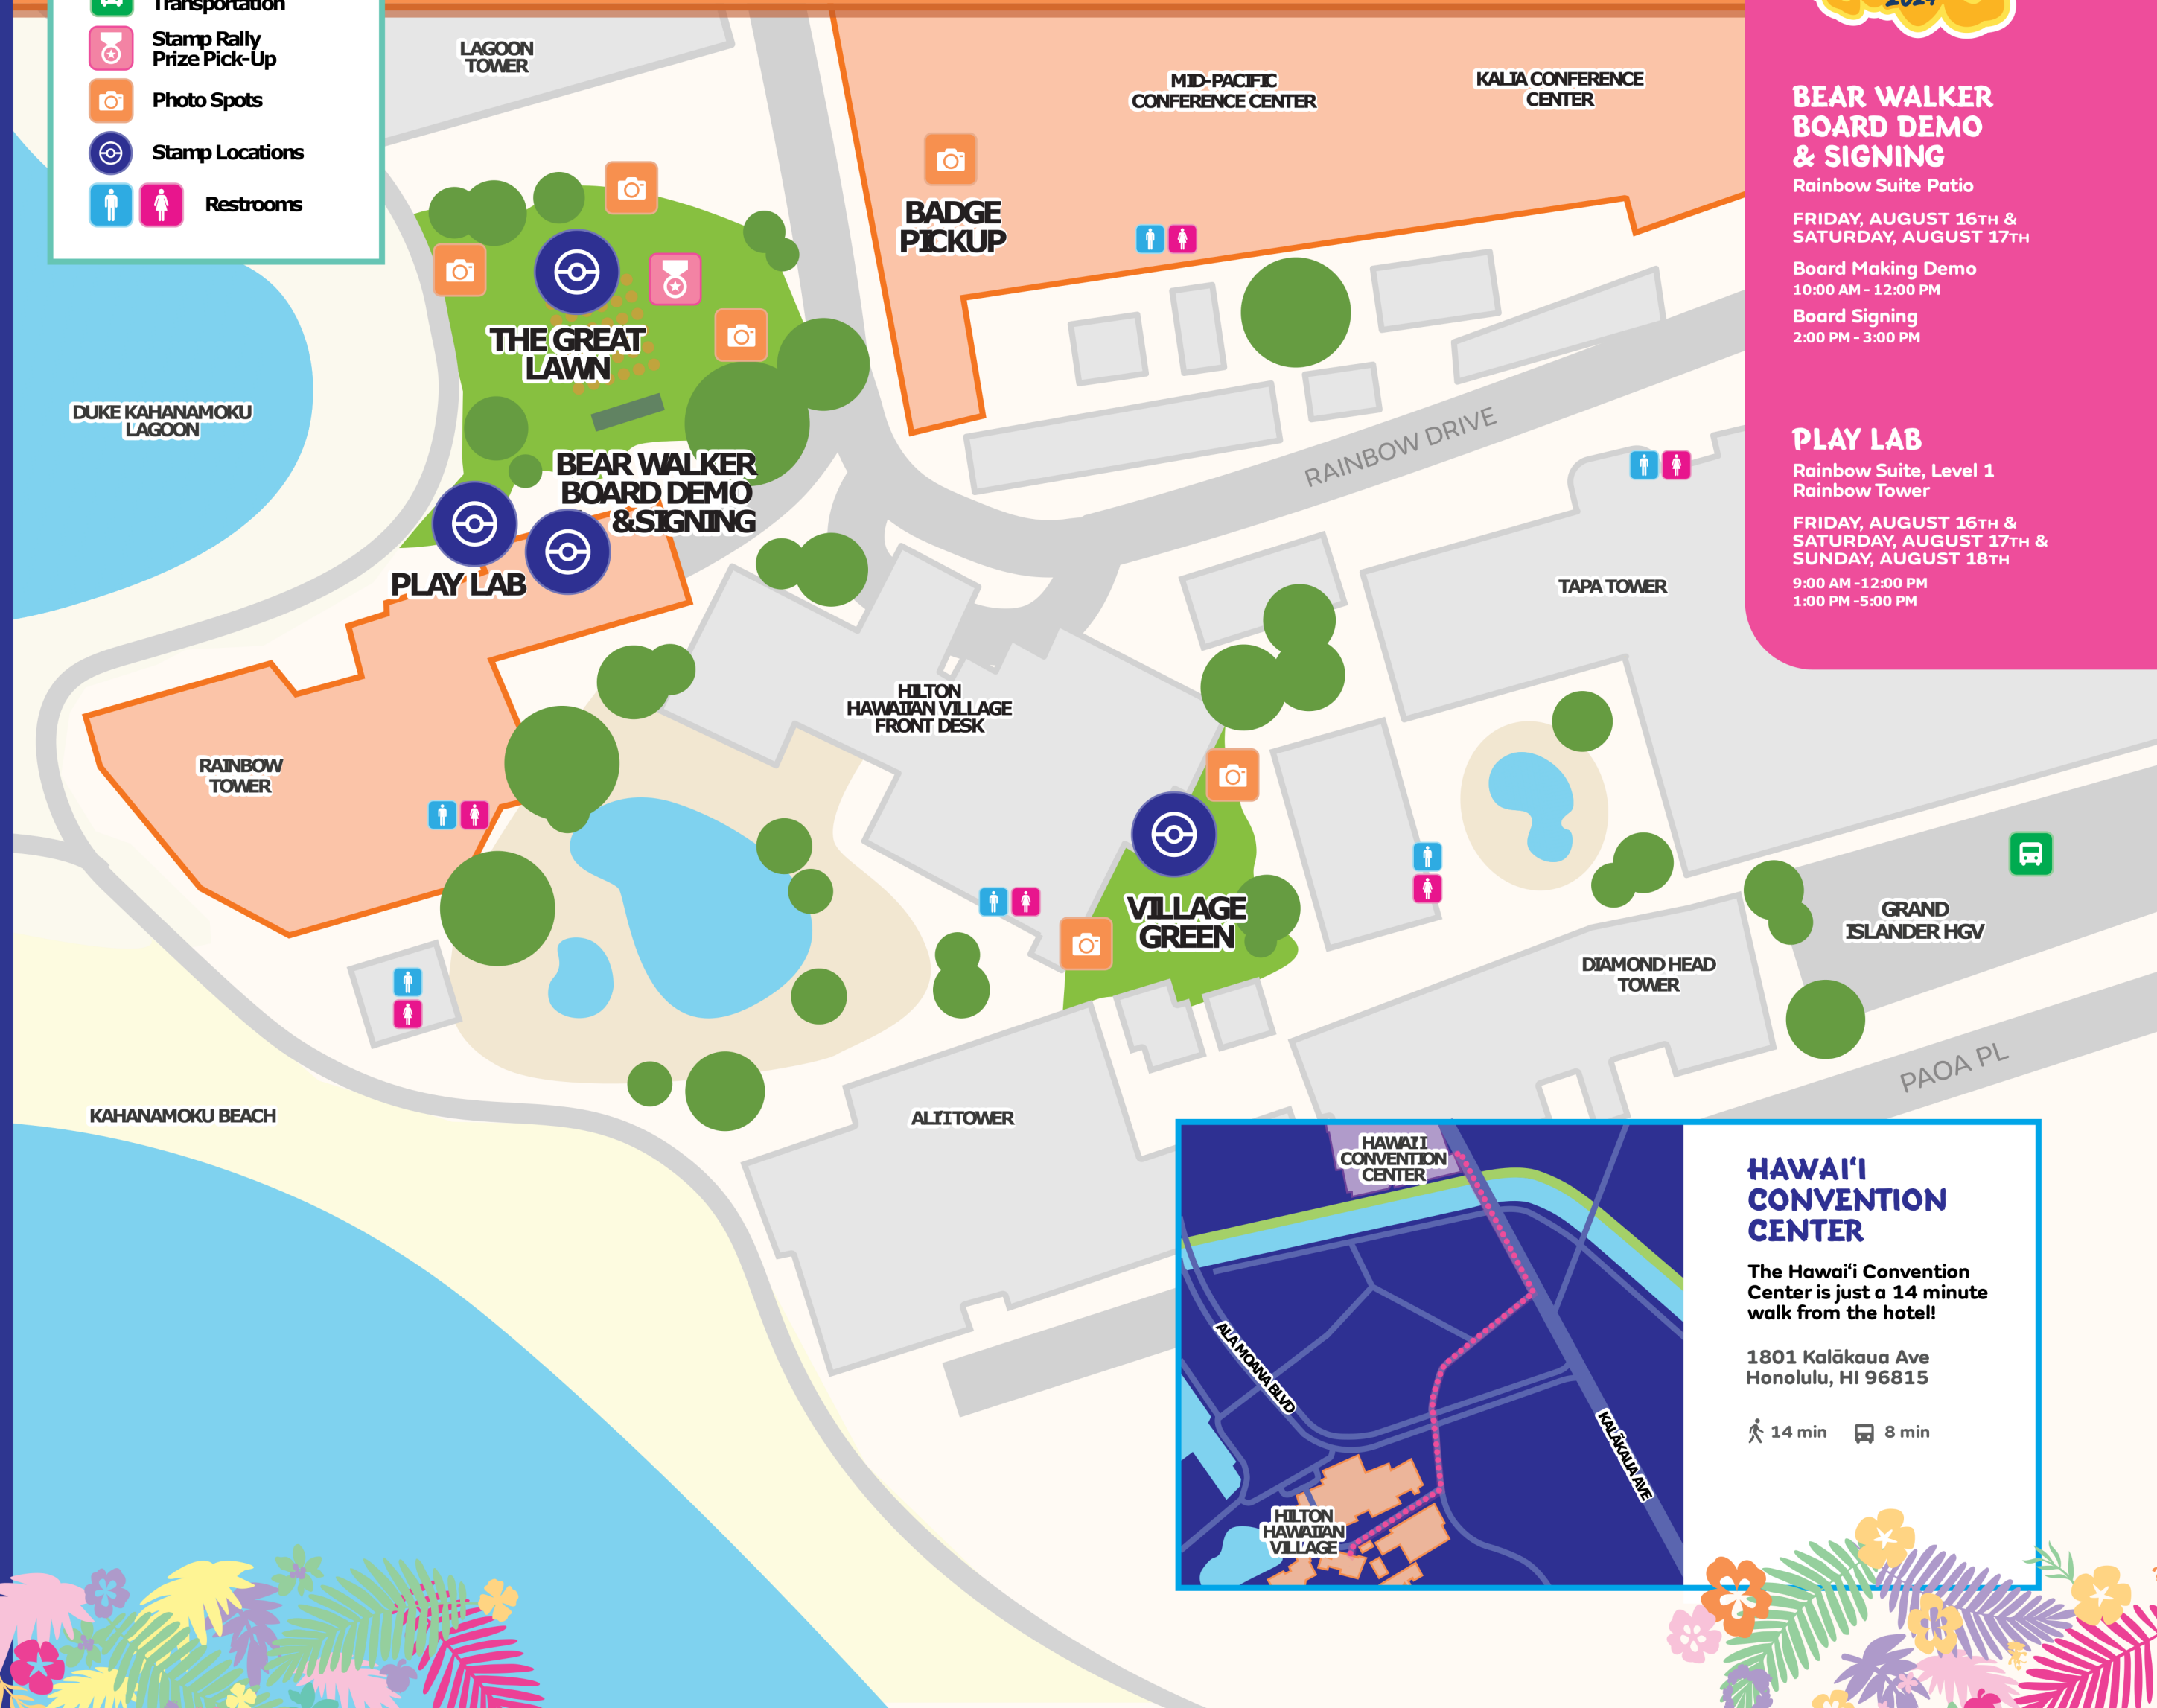 Transportation
Stamp Rally
Prize Pick-Up
Photo Spots
Stamp Locations
Restrooms
LAGOON
TOWER
MID-PACIFIC
CONFERENCE CENTER
KALIA CONFERENCE
CENTER
BADGE
PICKUP
THE GREAT
LAWN
DUKE KAHANAMOKU
LAGOON
BEAR WALKER
BOARD DEMO
& SIGNING
PLAY LAB
RAINBOW DRIVE
TAPA TOWER
HILTON
HAWAIIAN VILLAGE
FRONT DESK
RAINBOW
TOWER
VILLAGE
GREEN
GRAND
ISLANDER HGV
DIAMOND HEAD
TOWER
PAOA PL
KAHANAMOKU BEACH
ALI'I TOWER
2024
BEAR WALKER
BOARD DEMO
& SIGNING
Rainbow Suite Patio
FRIDAY, AUGUST 16TH &
SATURDAY, AUGUST 17TH
Board Making Demo
10:00 AM - 12:00 PM
Board Signing
2:00 PM - 3:00 PM
PLAY LAB
Rainbow Suite, Level 1
Rainbow Tower
FRIDAY, AUGUST 16TH &
SATURDAY, AUGUST 17TH &
SUNDAY, AUGUST 18TH
9:00 AM -12:00 PM
1:00 PM -5:00 PM
HAWAI'I
CONVENTION
CENTER
ALA MOANA BLVD
KALĀKAUA AVE
HILTON
HAWAIIAN
VILLAGE
HAWAIʻI
CONVENTION
CENTER
The Hawaiʻi Convention
Center is just a 14 minute
walk from the hotel!
1801 Kalākaua Ave
Honolulu, HI 96815
14 min
8 min